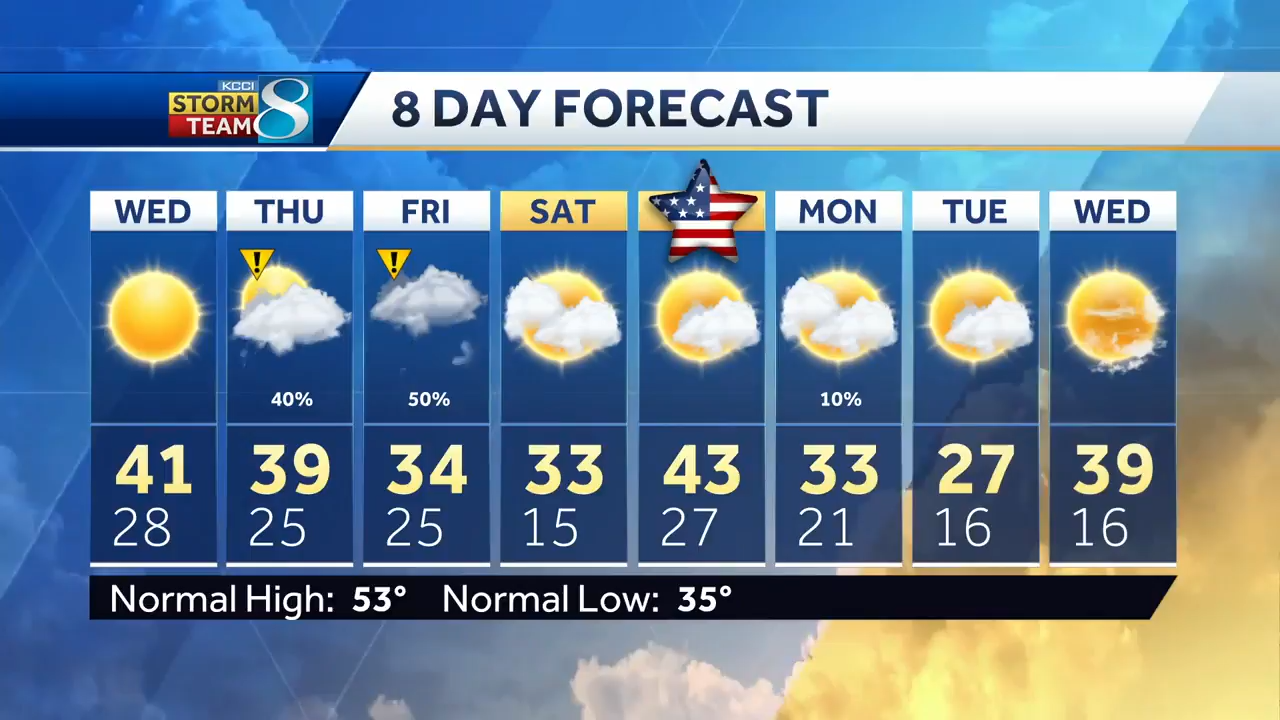 KCCI
STORM
TEAM 8
8 DAY FORECAST
WED THU FRI SAT MON TUE WED
! !
40% 50% 10%
41 39 34 33 43 33 27 39
28 25 25 15 27 21 16 16
Normal High: 53° Normal Low: 35°